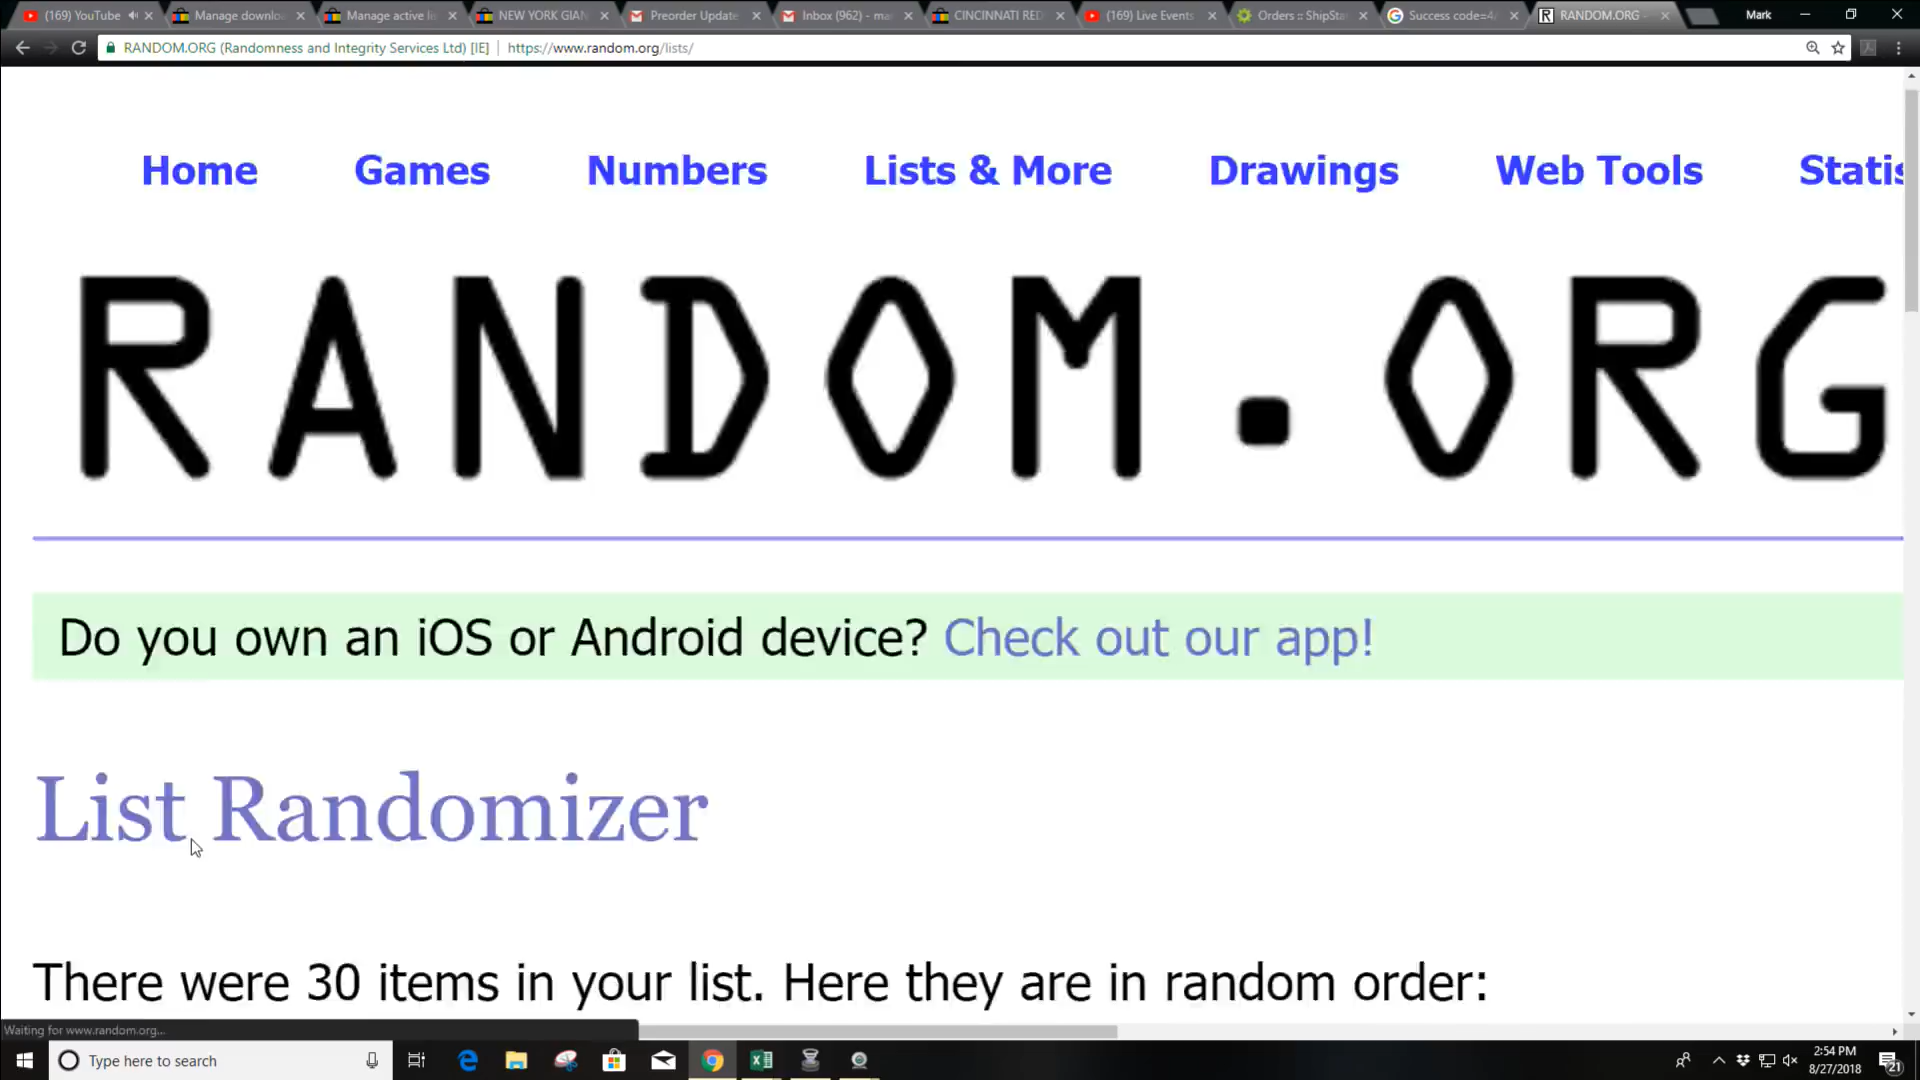 (169) YouTube
Manage downlo
Manage active li
NEW YORK GIAN
Preorder Update
Inbox (962) - ma
CINCINNATI RED
(169) Live Events
Orders :: ShipSta
Success code=4/
RANDOM.ORG -
Mark
RANDOM.ORG (Randomness and Integrity Services Ltd) [IE] | https://www.random.org/lists/
Home Games Numbers Lists & More Drawings Web Tools Statis
RANDOM.ORG
Do you own an iOS or Android device? Check out our app!
List Randomizer
There were 30 items in your list. Here they are in random order:
Waiting for www.random.org...
Type here to search
2:54 PM
8/27/2018
21